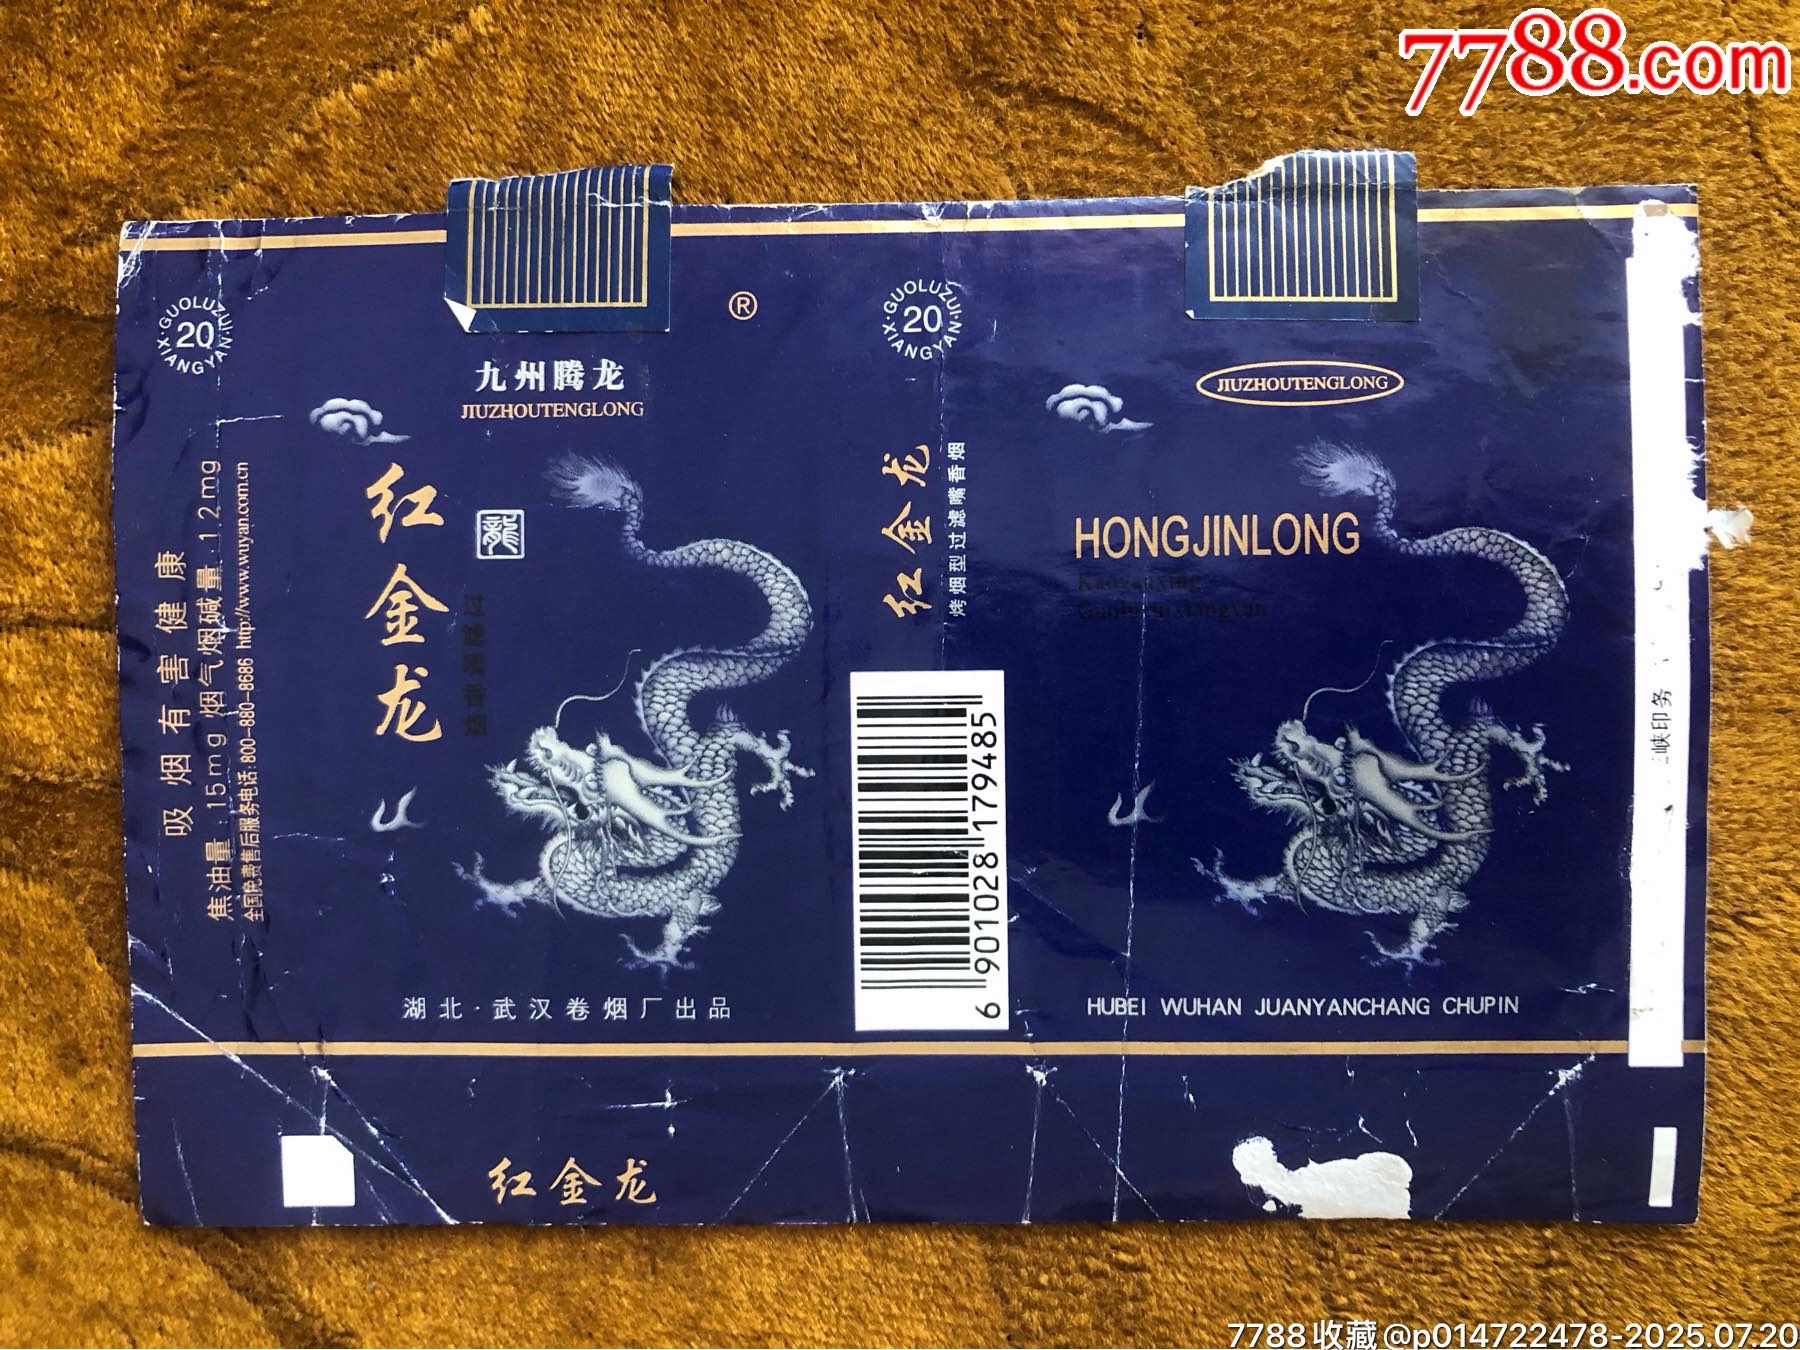 7788.com
·GUOLUZUI·
20
XIANGYAN
吸烟有害健康
焦油量:15mg 烟气烟碱量:1.2mg
全国免费售后服务电话:800-880-8686 http://www.wuyan.com.cn
®
九州腾龙
JIUZHOUTENGLONG
红金龙
龍
过滤嘴香烟
湖北·武汉卷烟厂出品
红金龙
·GUOLUZUI·
20
XIANGYAN
红金龙
烤烟型过滤嘴香烟
6 901028 179485
JIUZHOUTENGLONG
HONGJINLONG
Kaoyanxing
Guoluzuixiangyan
HUBEI WUHAN JUANYANCHANG CHUPIN
峡印务
7788收藏@p014722478-2025.07.20